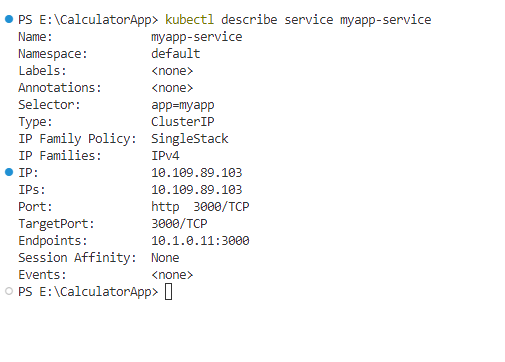 PS E:\CalculatorApp> kubectl describe service myapp-service
Name:              myapp-service
Namespace:         default
Labels:            <none>
Annotations:       <none>
Selector:          app=myapp
Type:              ClusterIP
IP Family Policy:  SingleStack
IP Families:       IPv4
IP:                10.109.89.103
IPs:               10.109.89.103
Port:              http  3000/TCP
TargetPort:        3000/TCP
Endpoints:         10.1.0.11:3000
Session Affinity:  None
Events:            <none>
PS E:\CalculatorApp>